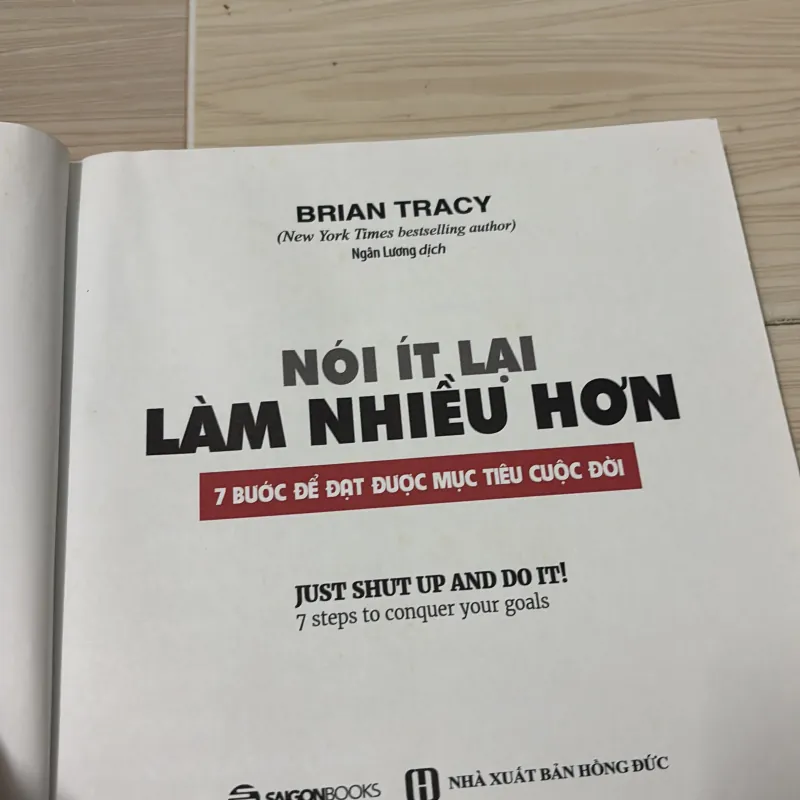 BRIAN TRACY
(New York Times bestselling author)
Ngân Lương dịch
NÓI ÍT LẠI
LÀM NHIỀU HƠN
7 BƯỚC ĐỂ ĐẠT ĐƯỢC MỤC TIÊU CUỘC ĐỜI
JUST SHUT UP AND DO IT!
7 steps to conquer your goals
SAIGONBOOKS
NHÀ XUẤT BẢN HỒNG ĐỨC